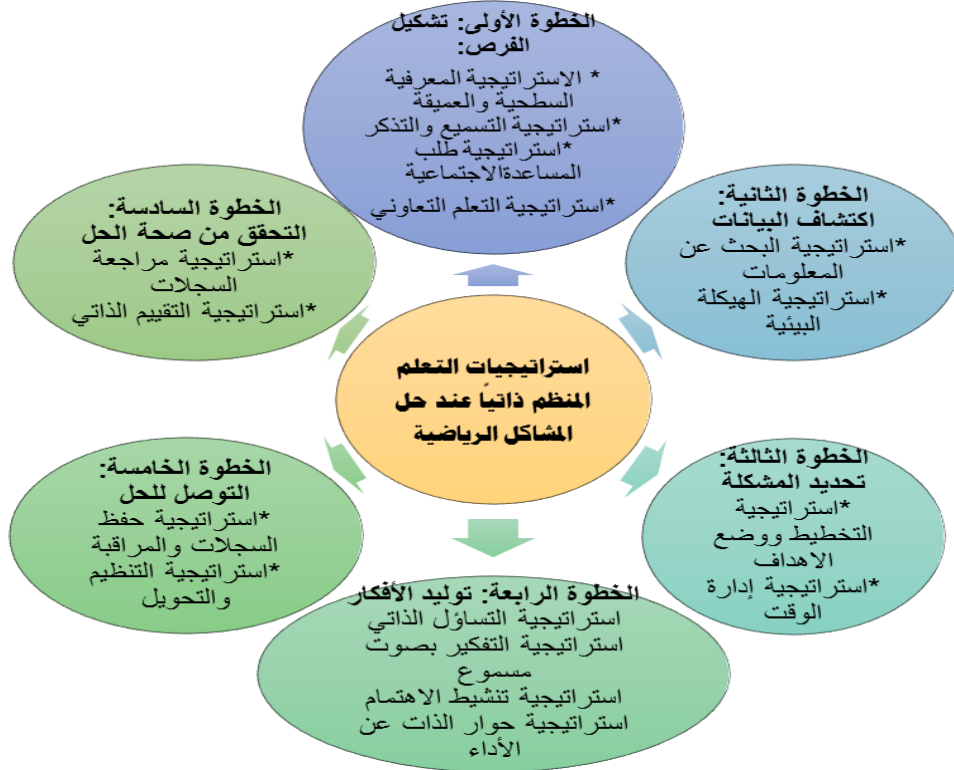 الخطوة الأولى: تشكيل
الفرص:
* الاستراتيجية المعرفية
السطحية والعميقة
*استراتيجية التسميع والتذكر
*استراتيجية طلب
المساعدةالاجتماعية
*استراتيجية التعلم التعاوني
الخطوة الثانية:
اكتشاف البيانات
*استراتيجية البحث عن
المعلومات
*استراتيجية الهيكلة
البيئية
الخطوة الثالثة:
تحديد المشكلة
*استراتيجية
التخطيط ووضع
الاهداف
*استراتيجية إدارة
الوقت
الخطوة الرابعة: توليد الأفكار
استراتيجية التساؤل الذاتي
استراتيجية التفكير بصوت
مسموع
استراتيجية تنشيط الاهتمام
استراتيجية حوار الذات عن
الأداء
الخطوة الخامسة:
التوصل للحل
*استراتيجية حفظ
السجلات والمراقبة
*استراتيجية التنظيم
والتحويل
الخطوة السادسة:
التحقق من صحة الحل
*استراتيجية مراجعة
السجلات
*استراتيجية التقييم الذاتي
استراتيجيات التعلم
المنظم ذاتياً عند حل
المشاكل الرياضية